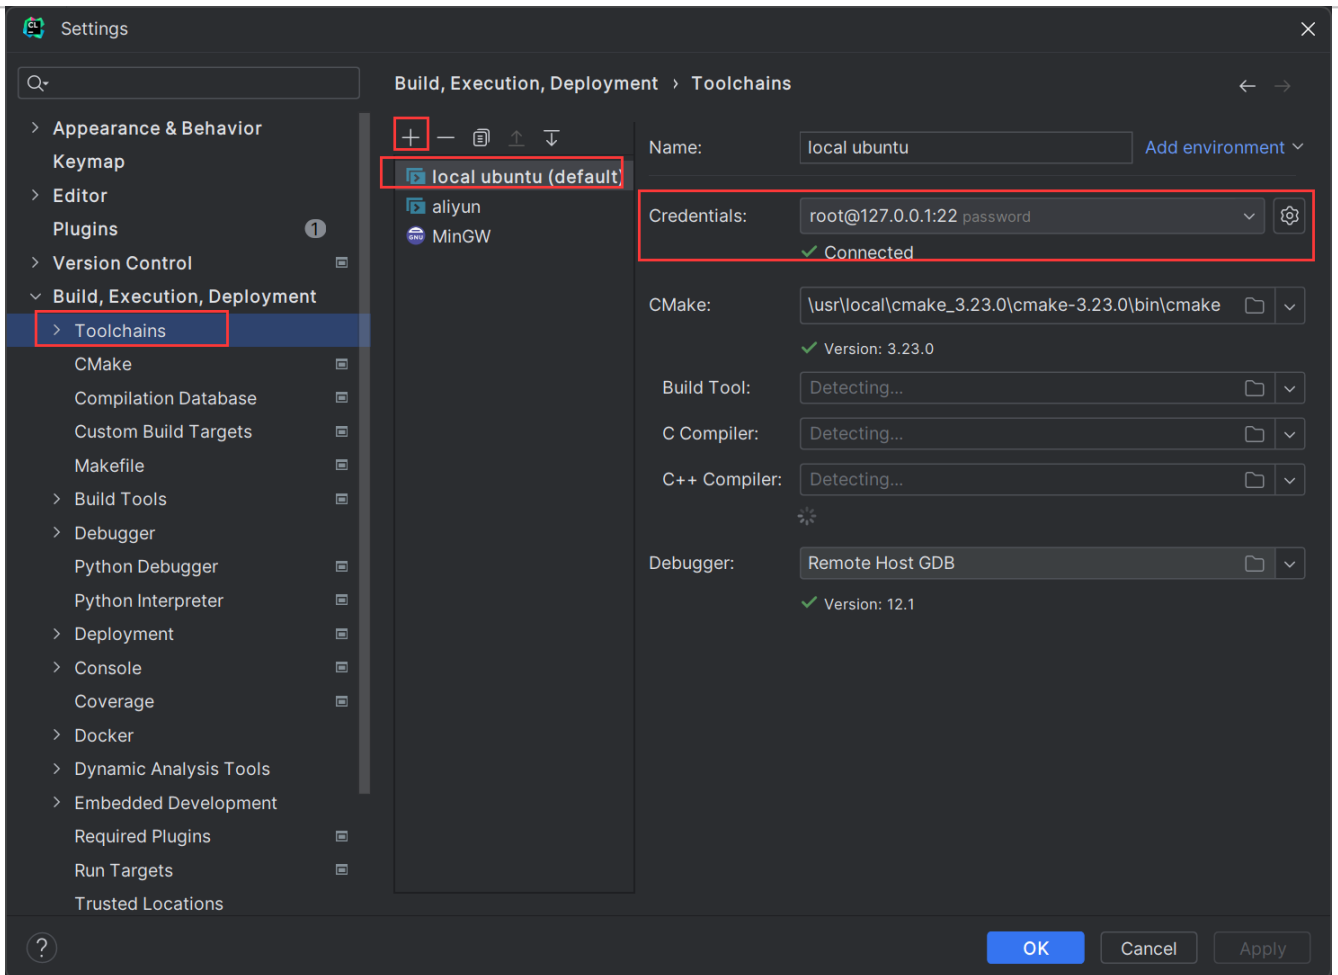 Settings
Build, Execution, Deployment › Toolchains
Appearance & Behavior
Keymap
Editor
Plugins 1
Version Control
Build, Execution, Deployment
Toolchains
CMake
Compilation Database
Custom Build Targets
Makefile
Build Tools
Debugger
Python Debugger
Python Interpreter
Deployment
Console
Coverage
Docker
Dynamic Analysis Tools
Embedded Development
Required Plugins
Run Targets
Trusted Locations
local ubuntu (default)
aliyun
MinGW
Name: local ubuntu Add environment
Credentials: root@127.0.0.1:22 password
Connected
CMake: \usr\local\cmake_3.23.0\cmake-3.23.0\bin\cmake
Version: 3.23.0
Build Tool: Detecting...
C Compiler: Detecting...
C++ Compiler: Detecting...
Debugger: Remote Host GDB
Version: 12.1
? OK Cancel Apply